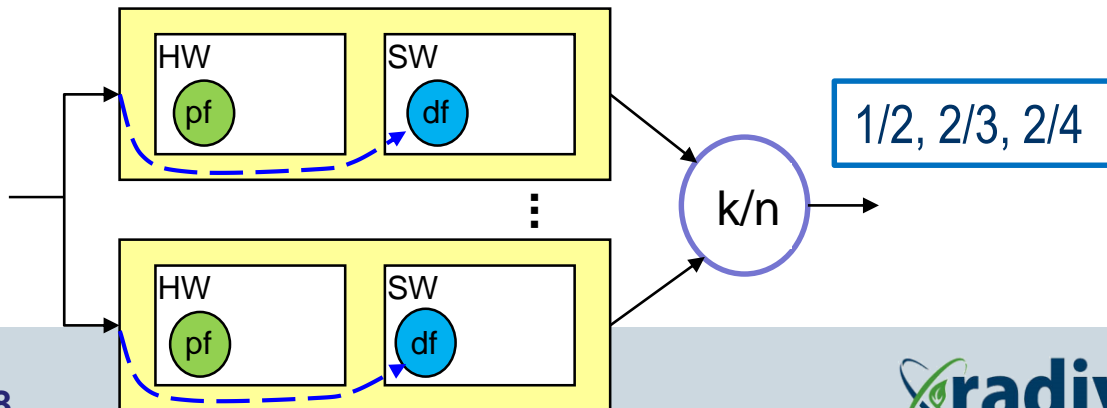 HW
SW
pf
df
1/2, 2/3, 2/4
k/n
HW
SW
pf
df